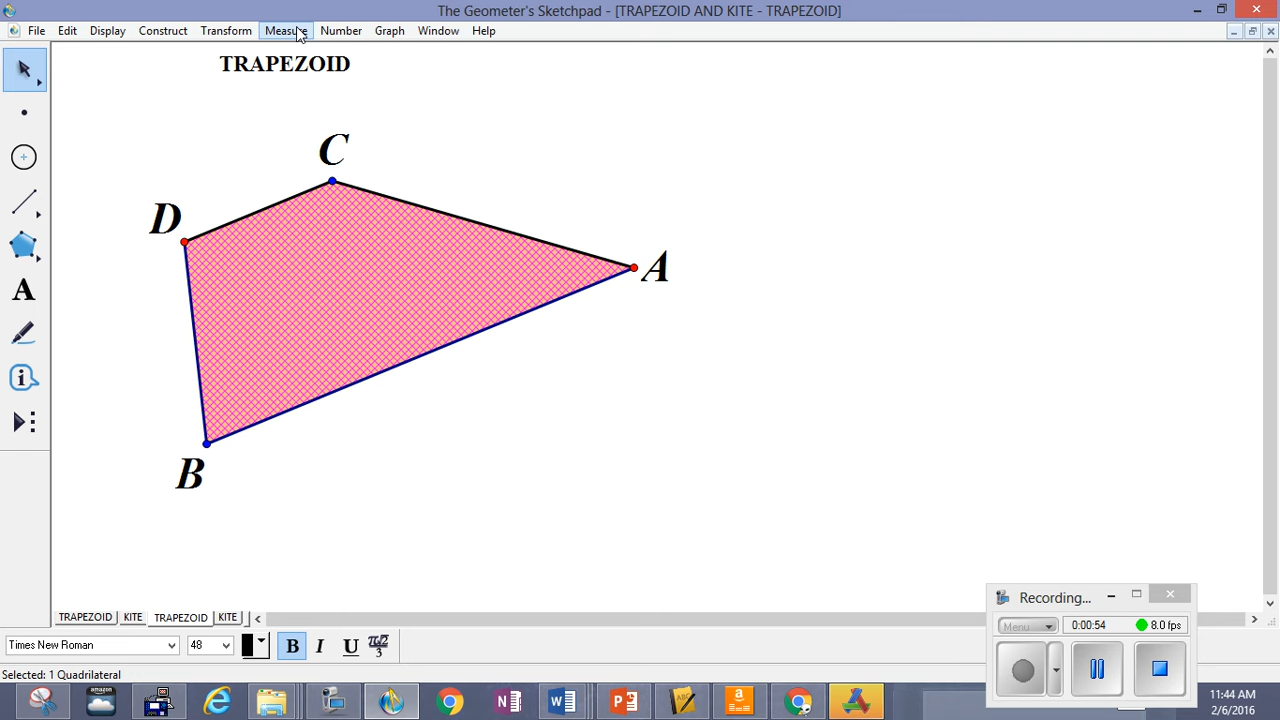 The Geometer's Sketchpad - [TRAPEZOID AND KITE - TRAPEZOID]
File Edit Display Construct Transform Measure Number Graph Window Help
TRAPEZOID
C
D
A
B
A
TRAPEZOID KITE TRAPEZOID KITE
Times New Roman 48 B I U
Recording...
Menu 0:00:54 8.0 fps
Selected: 1 Quadrilateral
amazon
11:44 AM
2/6/2016